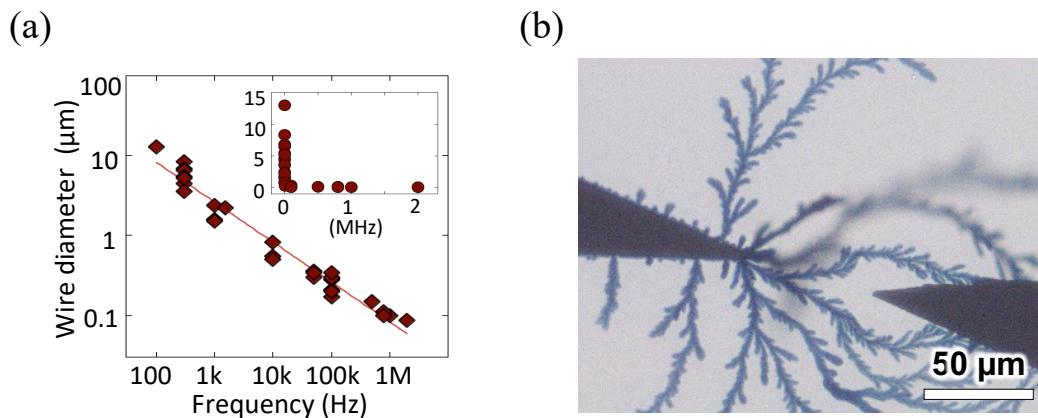 (a)
(b)
Wire diameter (µm)
100
10
1
0.1
100
1k
10k
100k
1M
Frequency (Hz)
15
10
5
0
0
1
2
(MHz)
50 µm